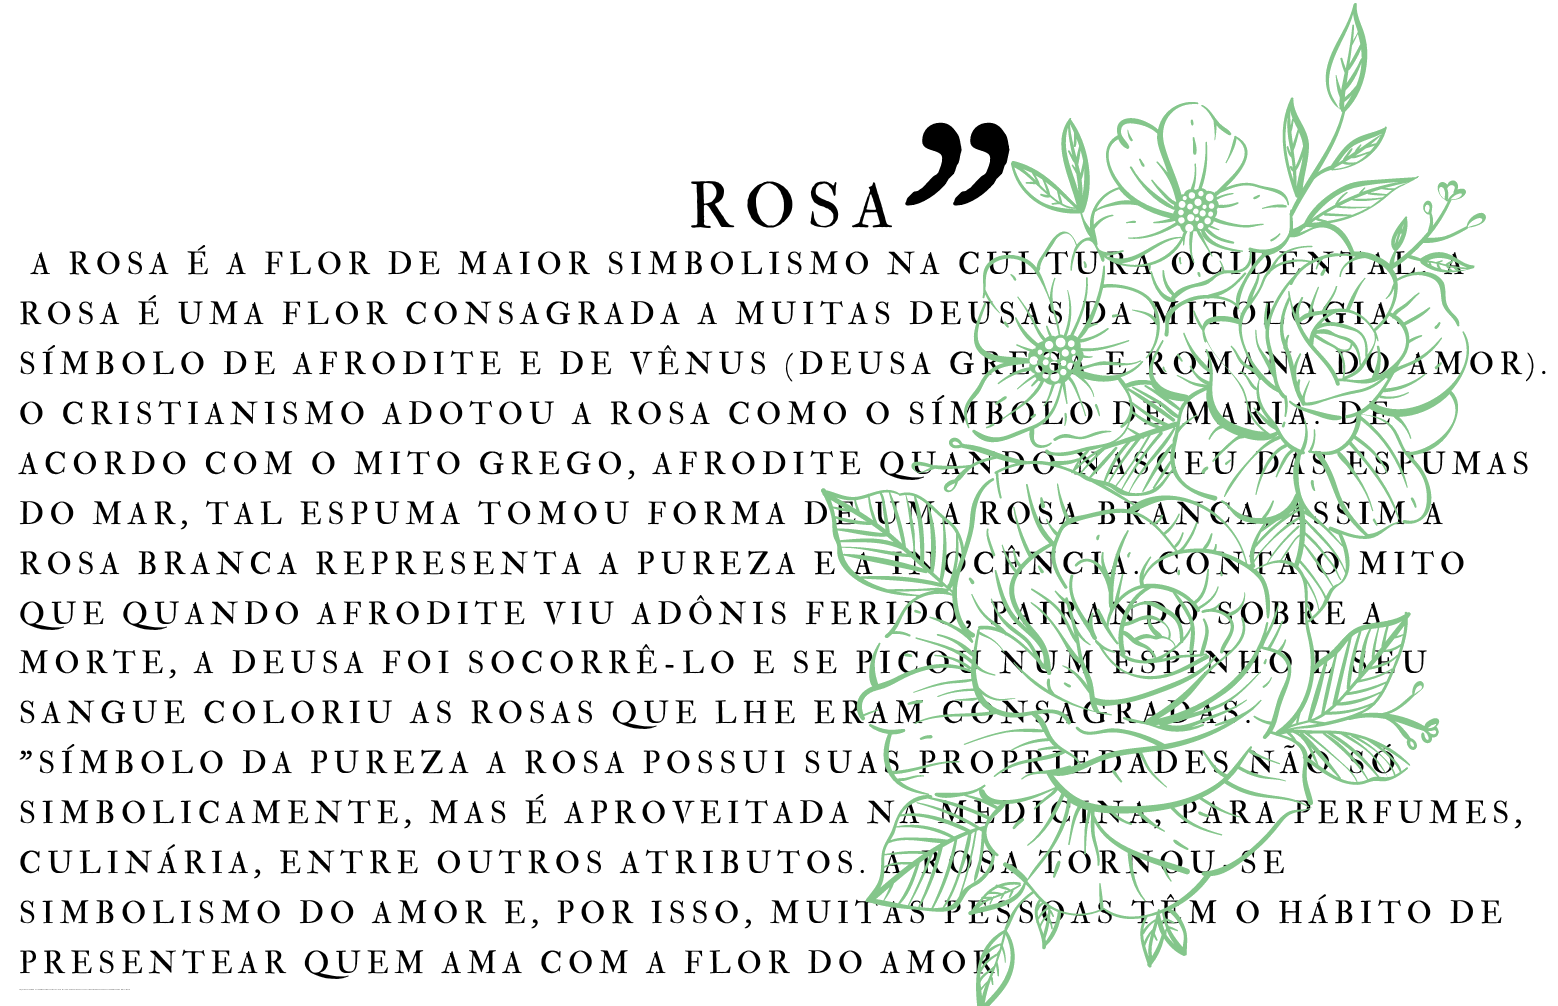 ROSA”
A ROSA É A FLOR DE MAIOR SIMBOLISMO NA CULTURA OCIDENTAL. A
ROSA É UMA FLOR CONSAGRADA A MUITAS DEUSAS DA MITOLOGIA.
SÍMBOLO DE AFRODITE E DE VÊNUS (DEUSA GREGA E ROMANA DO AMOR).
O CRISTIANISMO ADOTOU A ROSA COMO O SÍMBOLO DE MARIA. DE
ACORDO COM O MITO GREGO, AFRODITE QUANDO NASCEU DAS ESPUMAS
DO MAR, TAL ESPUMA TOMOU FORMA DE UMA ROSA BRANCA, ASSIM A
ROSA BRANCA REPRESENTA A PUREZA E A INOCÊNCIA. CONTA O MITO
QUE QUANDO AFRODITE VIU ADÔNIS FERIDO, PAIRANDO SOBRE A
MORTE, A DEUSA FOI SOCORRÊ-LO E SE PICOU NUM ESPINHO E SEU
SANGUE COLORIU AS ROSAS QUE LHE ERAM CONSAGRADAS.
”SÍMBOLO DA PUREZA A ROSA POSSUI SUAS PROPRIEDADES NÃO SÓ
SIMBOLICAMENTE, MAS É APROVEITADA NA MEDICINA, PARA PERFUMES,
CULINÁRIA, ENTRE OUTROS ATRIBUTOS. A ROSA TORNOU-SE
SIMBOLISMO DO AMOR E, POR ISSO, MUITAS PESSOAS TÊM O HÁBITO DE
PRESENTEAR QUEM AMA COM A FLOR DO AMOR